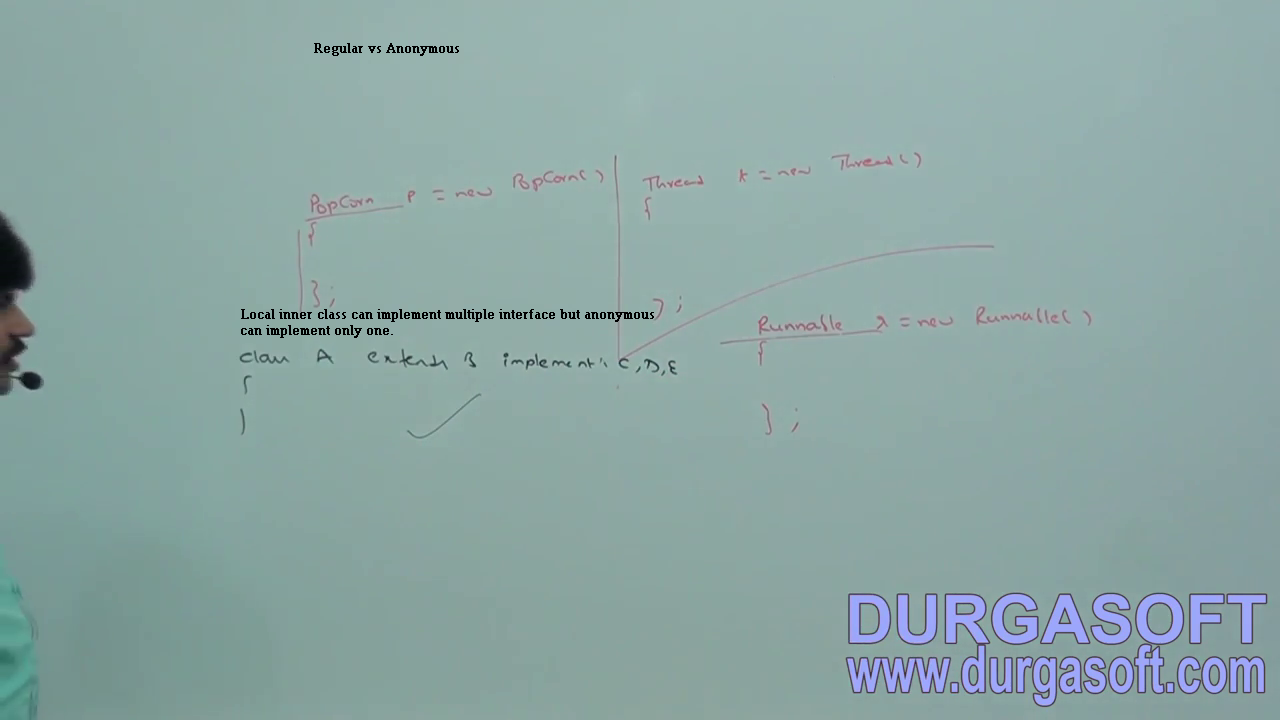 Regular vs Anonymous
PopCorn p = new PopCorn()
{
};
Thread t = new Thread()
{
};
Local inner class can implement multiple interface but anonymous
can implement only one.
class A extends B implements C, D, E
{
}
Runnable r = new Runnable()
{
};
DURGASOFT
www.durgasoft.com